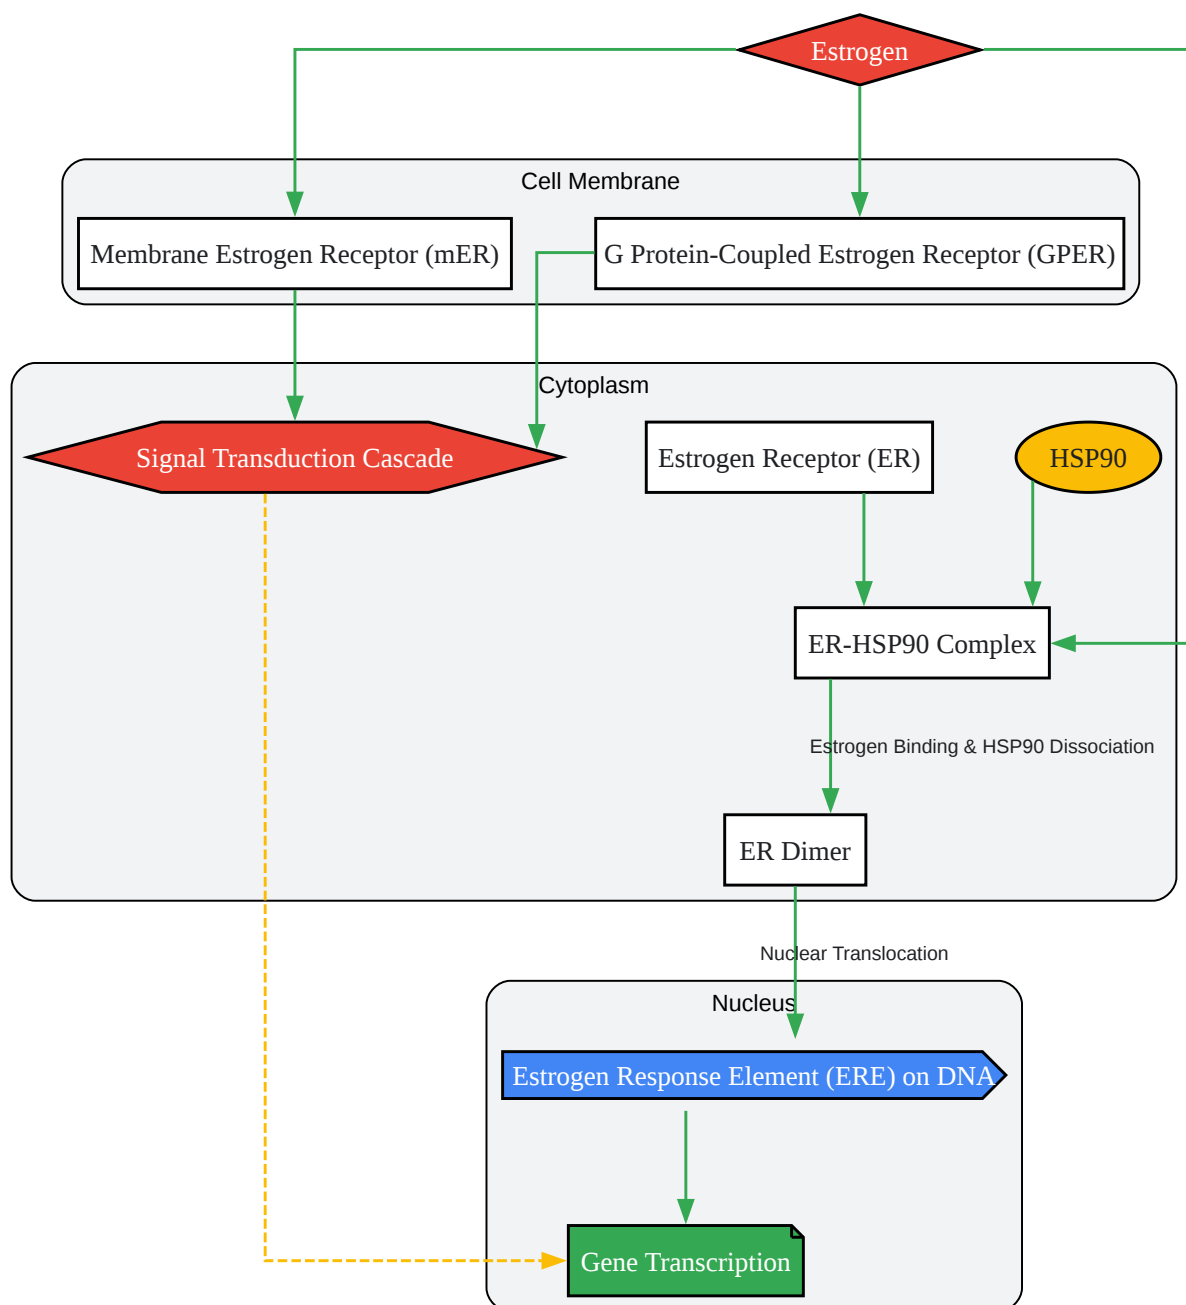 Estrogen
Cell Membrane
Membrane Estrogen Receptor (mER)
G Protein-Coupled Estrogen Receptor (GPER)
Cytoplasm
Signal Transduction Cascade
Estrogen Receptor (ER)
HSP90
ER-HSP90 Complex
Estrogen Binding & HSP90 Dissociation
ER Dimer
Nuclear Translocation
Nucleus
Estrogen Response Element (ERE) on DNA
Gene Transcription